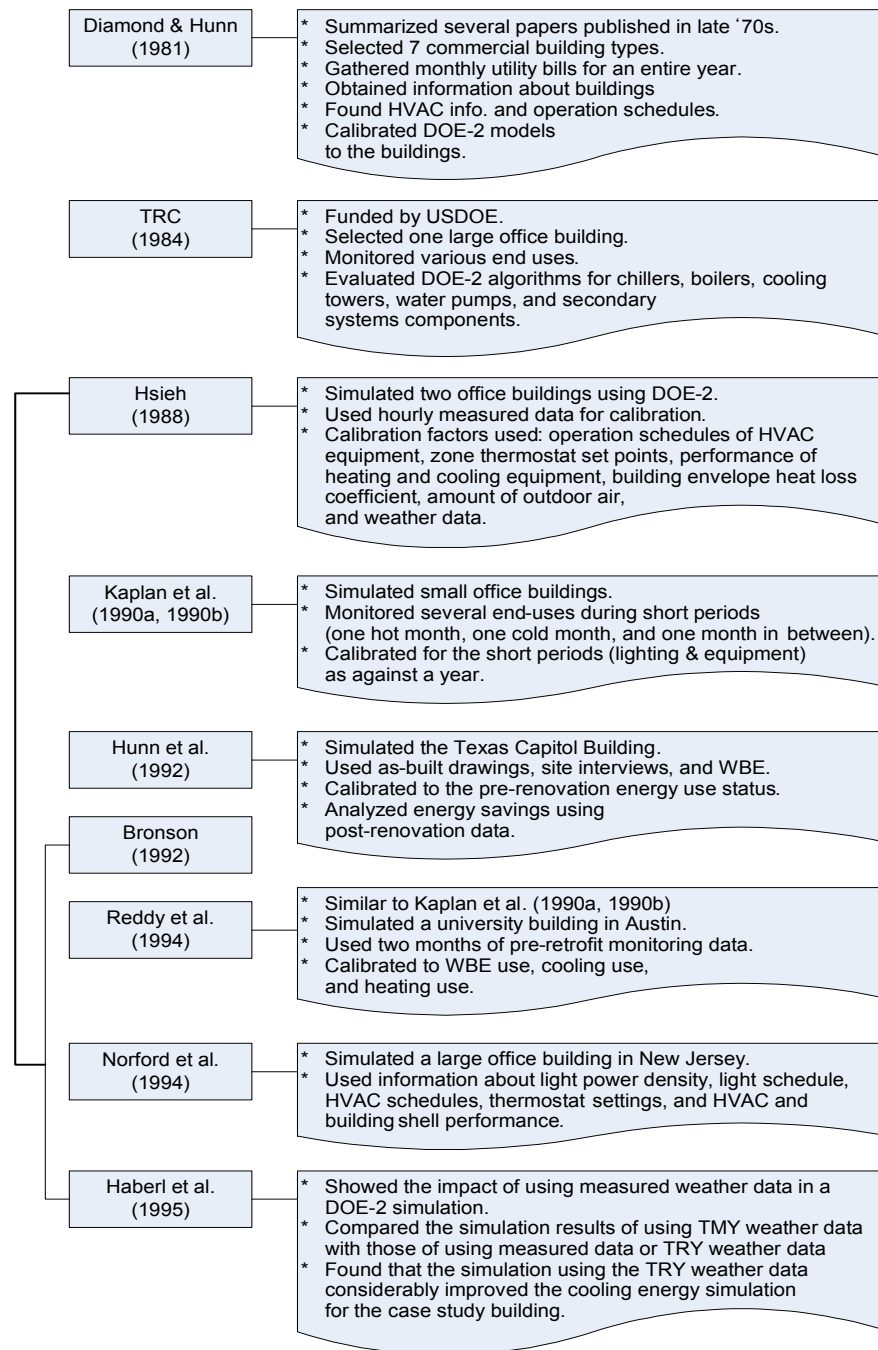 Diamond & Hunn
(1981)
* Summarized several papers published in late ‘70s.
* Selected 7 commercial building types.
* Gathered monthly utility bills for an entire year.
* Obtained information about buildings
* Found HVAC info. and operation schedules.
* Calibrated DOE-2 models
to the buildings.
TRC
(1984)
* Funded by USDOE.
* Selected one large office building.
* Monitored various end uses.
* Evaluated DOE-2 algorithms for chillers, boilers, cooling
towers, water pumps, and secondary
systems components.
Hsieh
(1988)
* Simulated two office buildings using DOE-2.
* Used hourly measured data for calibration.
* Calibration factors used: operation schedules of HVAC
equipment, zone thermostat set points, performance of
heating and cooling equipment, building envelope heat loss
coefficient, amount of outdoor air,
and weather data.
Kaplan et al.
(1990a, 1990b)
* Simulated small office buildings.
* Monitored several end-uses during short periods
(one hot month, one cold month, and one month in between).
* Calibrated for the short periods (lighting & equipment)
as against a year.
Hunn et al.
(1992)
* Simulated the Texas Capitol Building.
* Used as-built drawings, site interviews, and WBE.
* Calibrated to the pre-renovation energy use status.
* Analyzed energy savings using
post-renovation data.
Bronson
(1992)
Reddy et al.
(1994)
* Similar to Kaplan et al. (1990a, 1990b)
* Simulated a university building in Austin.
* Used two months of pre-retrofit monitoring data.
* Calibrated to WBE use, cooling use,
and heating use.
Norford et al.
(1994)
* Simulated a large office building in New Jersey.
* Used information about light power density, light schedule,
HVAC schedules, thermostat settings, and HVAC and
building shell performance.
Haberl et al.
(1995)
* Showed the impact of using measured weather data in a
DOE-2 simulation.
* Compared the simulation results of using TMY weather data
with those of using measured data or TRY weather data
* Found that the simulation using the TRY weather data
considerably improved the cooling energy simulation
for the case study building.